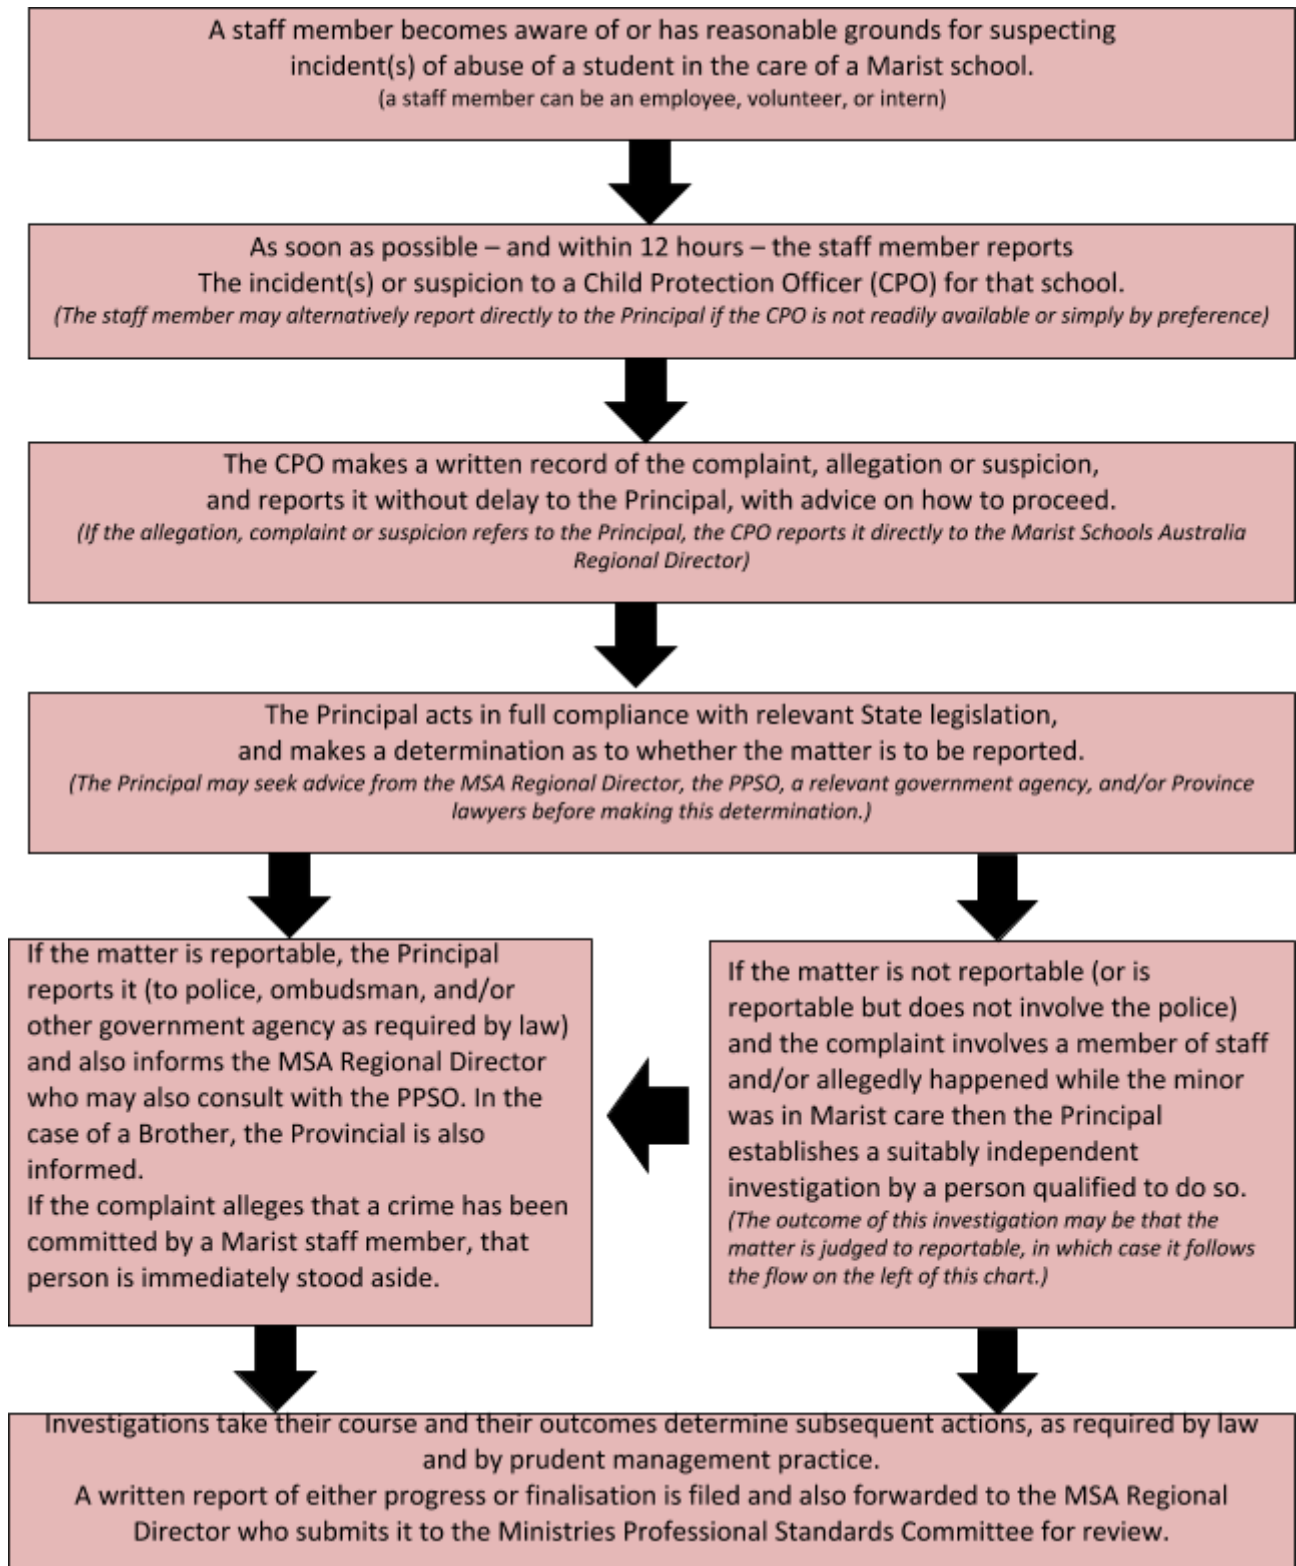 A staff member becomes aware of or has reasonable grounds for suspecting
incident(s) of abuse of a student in the care of a Marist school.
(a staff member can be an employee, volunteer, or intern)
As soon as possible – and within 12 hours – the staff member reports
The incident(s) or suspicion to a Child Protection Officer (CPO) for that school.
(The staff member may alternatively report directly to the Principal if the CPO is not readily available or simply by preference)
The CPO makes a written record of the complaint, allegation or suspicion,
and reports it without delay to the Principal, with advice on how to proceed.
(If the allegation, complaint or suspicion refers to the Principal, the CPO reports it directly to the Marist Schools Australia
Regional Director)
The Principal acts in full compliance with relevant State legislation,
and makes a determination as to whether the matter is to be reported.
(The Principal may seek advice from the MSA Regional Director, the PPSO, a relevant government agency, and/or Province
lawyers before making this determination.)
If the matter is reportable, the Principal
reports it (to police, ombudsman, and/or
other government agency as required by law)
and also informs the MSA Regional Director
who may also consult with the PPSO. In the
case of a Brother, the Provincial is also
informed.
If the complaint alleges that a crime has been
committed by a Marist staff member, that
person is immediately stood aside.
If the matter is not reportable (or is
reportable but does not involve the police)
and the complaint involves a member of staff
and/or allegedly happened while the minor
was in Marist care then the Principal
establishes a suitably independent
investigation by a person qualified to do so.
(The outcome of this investigation may be that the
matter is judged to reportable, in which case it follows
the flow on the left of this chart.)
Investigations take their course and their outcomes determine subsequent actions, as required by law
and by prudent management practice.
A written report of either progress or finalisation is filed and also forwarded to the MSA Regional
Director who submits it to the Ministries Professional Standards Committee for review.